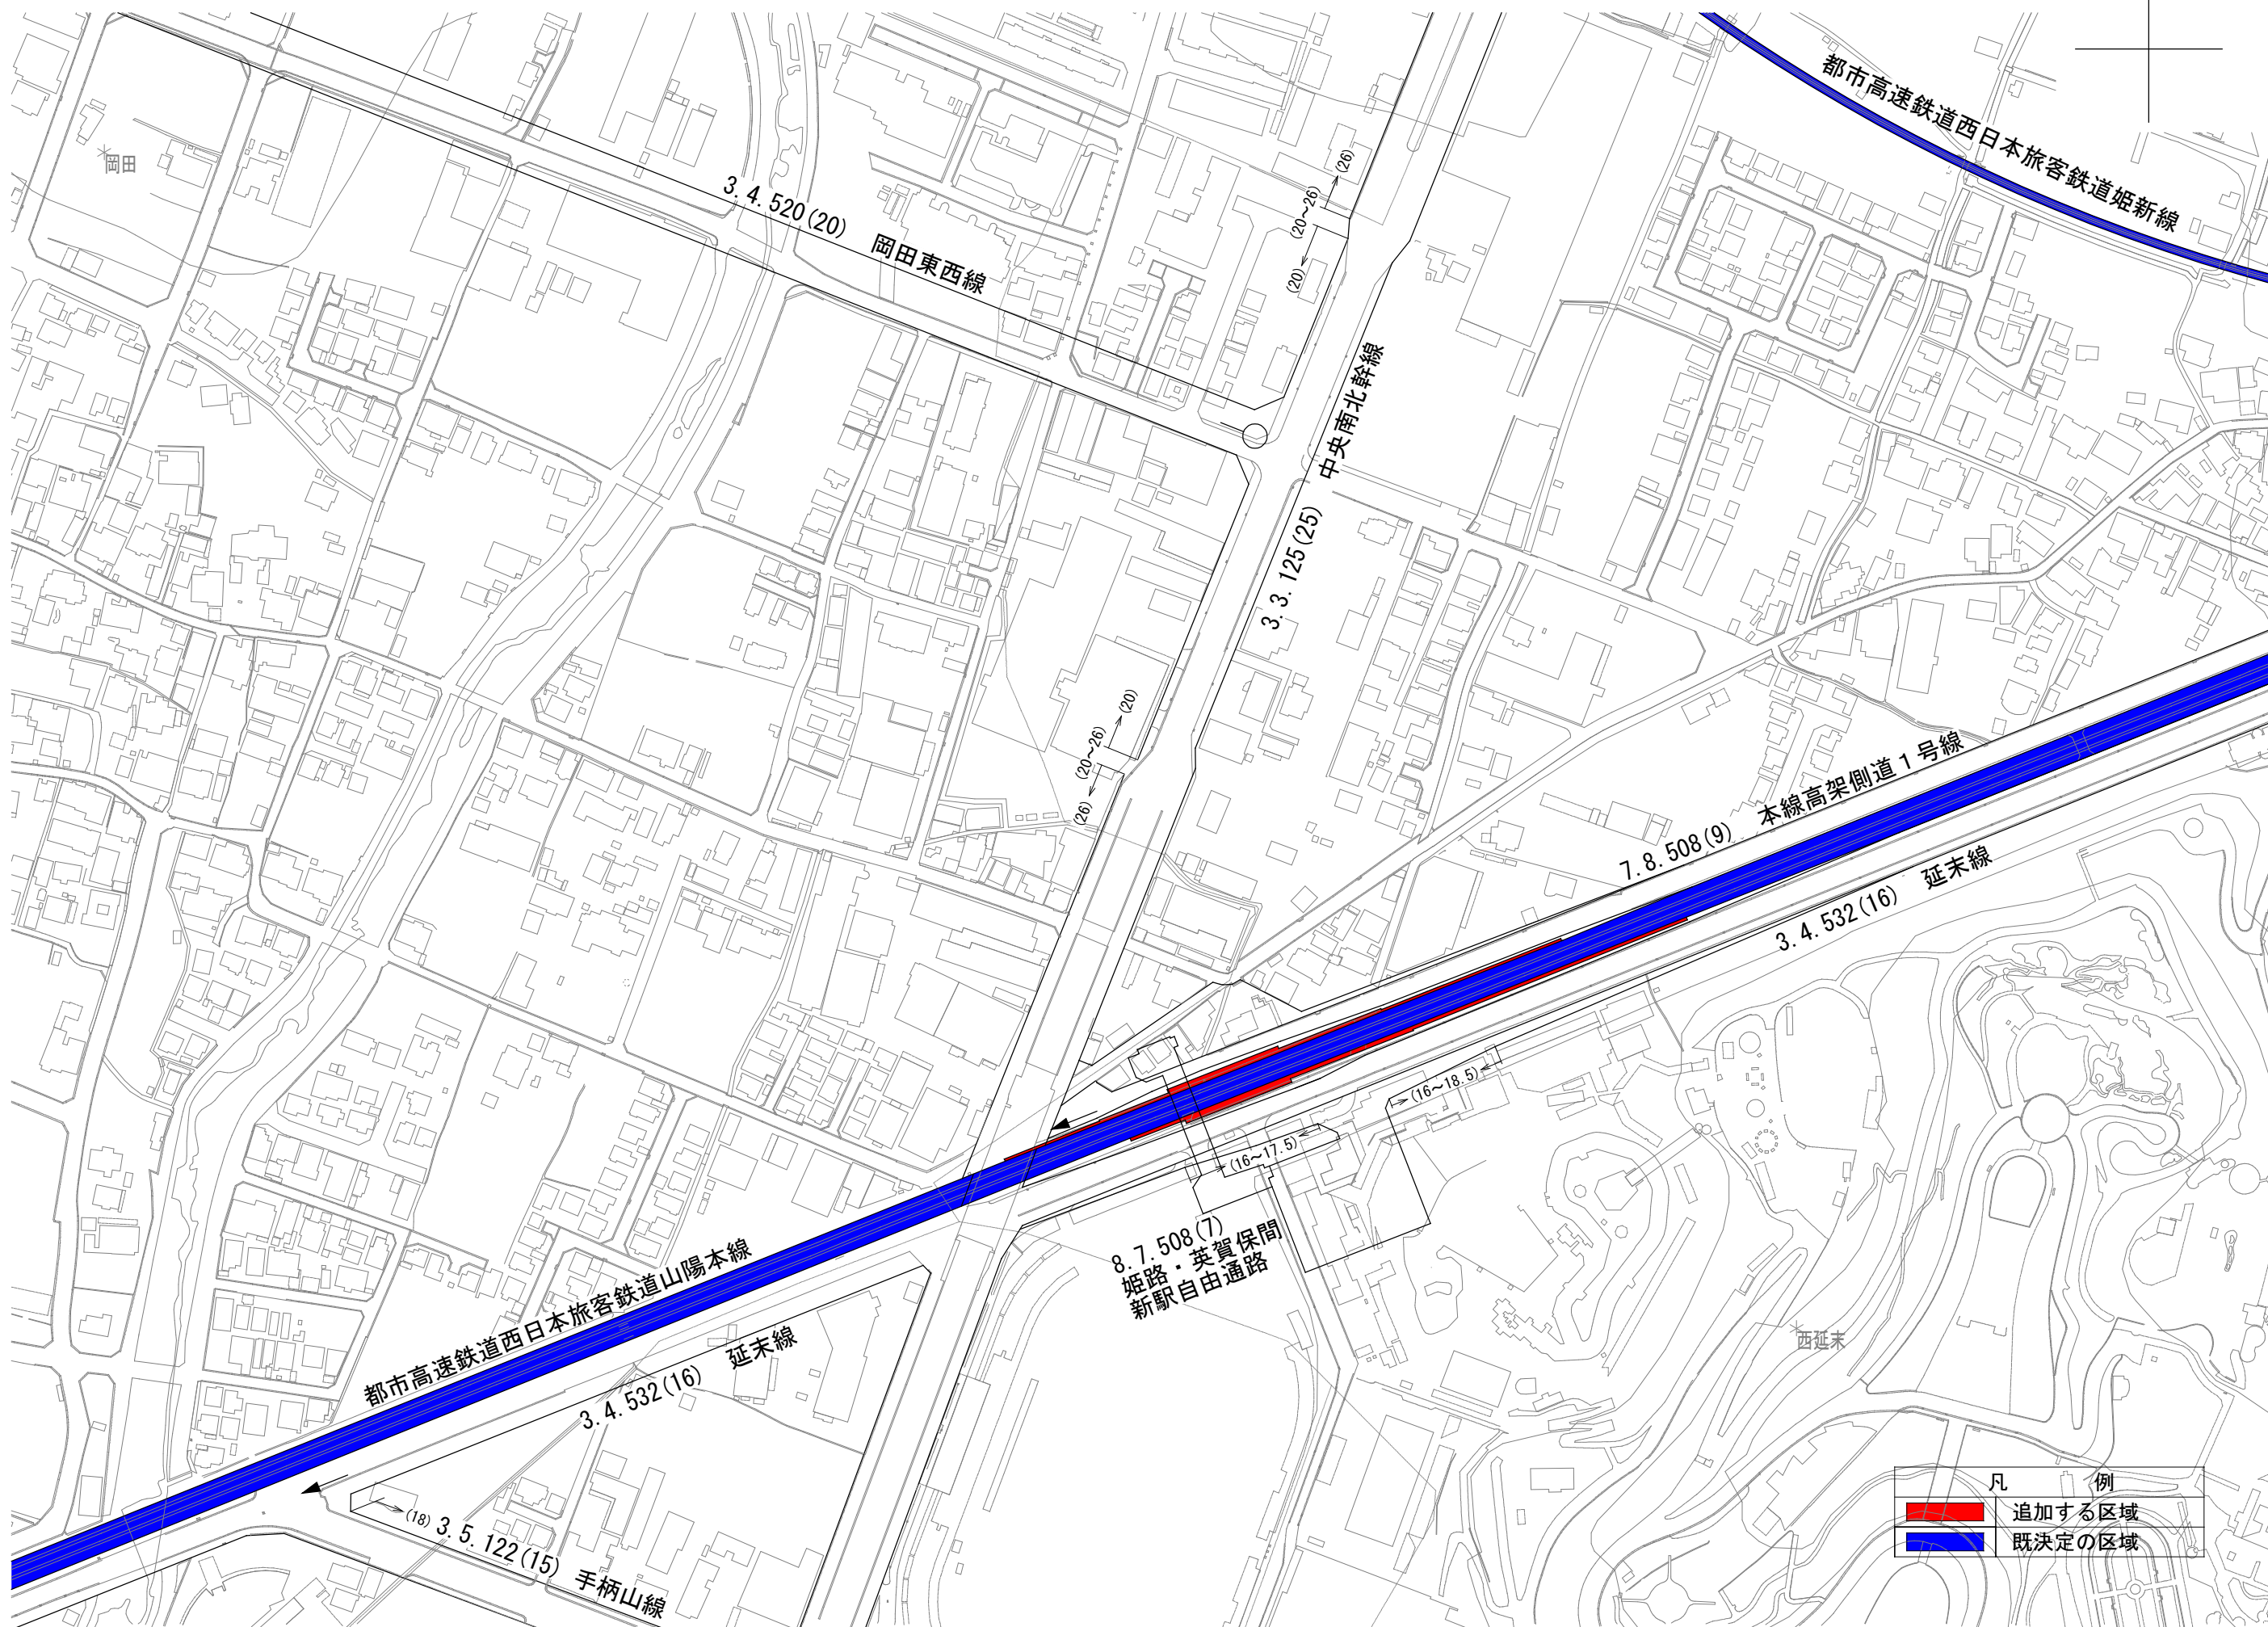 都市高速鉄道西日本旅客鉄道姫新線
岡田
3.4.520(20) 岡田東西線
(26)
(20~26)
(20)
3.3.125(25) 中央南北幹線
(20)
(20~26)
(26)
7.8.508(9) 本線高架側道1号線
3.4.532(16) 延末線
(16~18.5)
(16~17.5)
8.7.508(7)
姫路・英賀保間
新駅自由通路
都市高速鉄道西日本旅客鉄道山陽本線
3.4.532(16) 延末線
西延末
(18) 3.5.122(15) 手柄山線
凡 例
追加する区域
既決定の区域